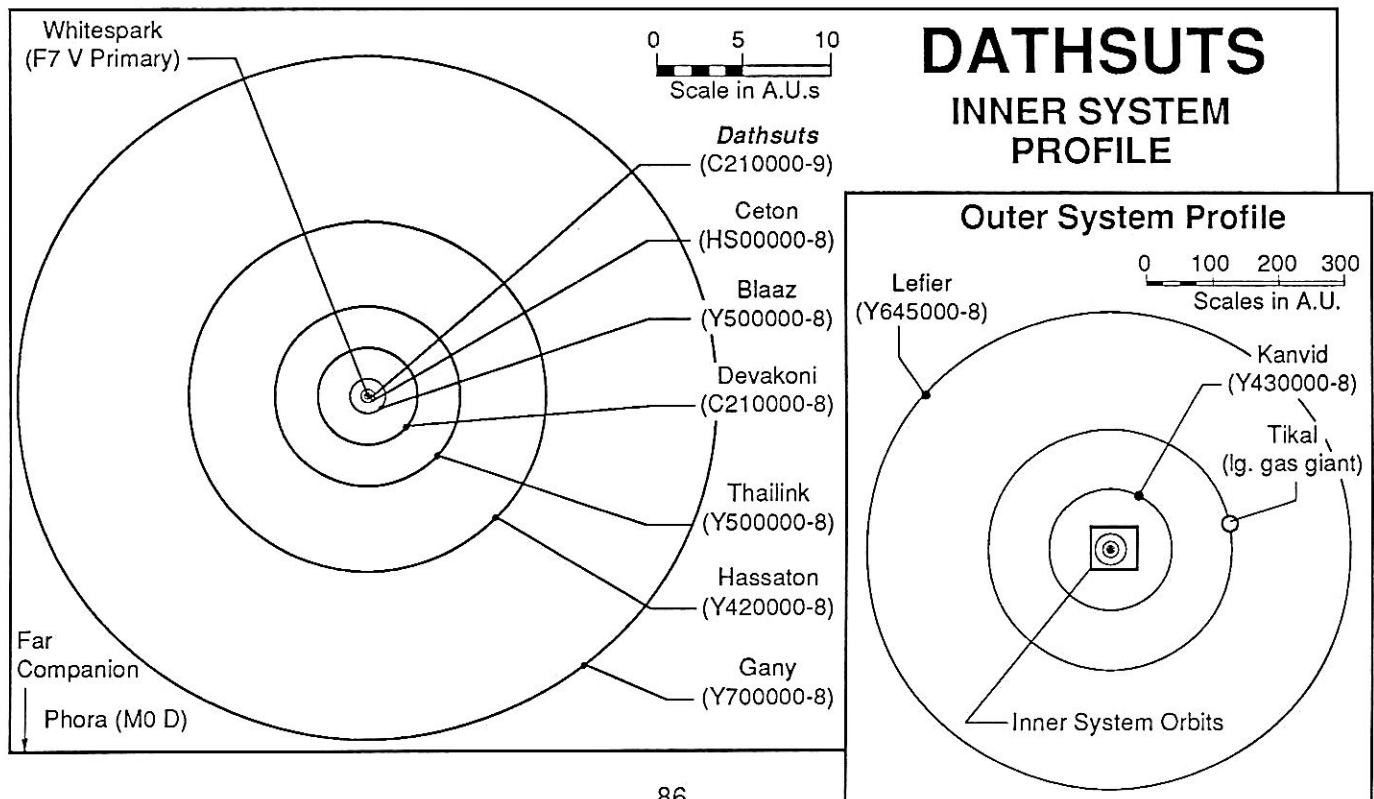 Whitespark
(F7 V Primary)
0 5 10
Scale in A.U.s
DATHSUTS
INNER SYSTEM
PROFILE
Dathsuts
(C210000-9)
Ceton
(HS00000-8)
Blaaz
(Y500000-8)
Devakoni
(C210000-8)
Thailink
(Y500000-8)
Hassaton
(Y420000-8)
Gany
(Y700000-8)
Far
Companion
Phora (M0 D)
Outer System Profile
0 100 200 300
Scales in A.U.
Lefier
(Y645000-8)
Kanvid
(Y430000-8)
Tikal
(lg. gas giant)
Inner System Orbits
86